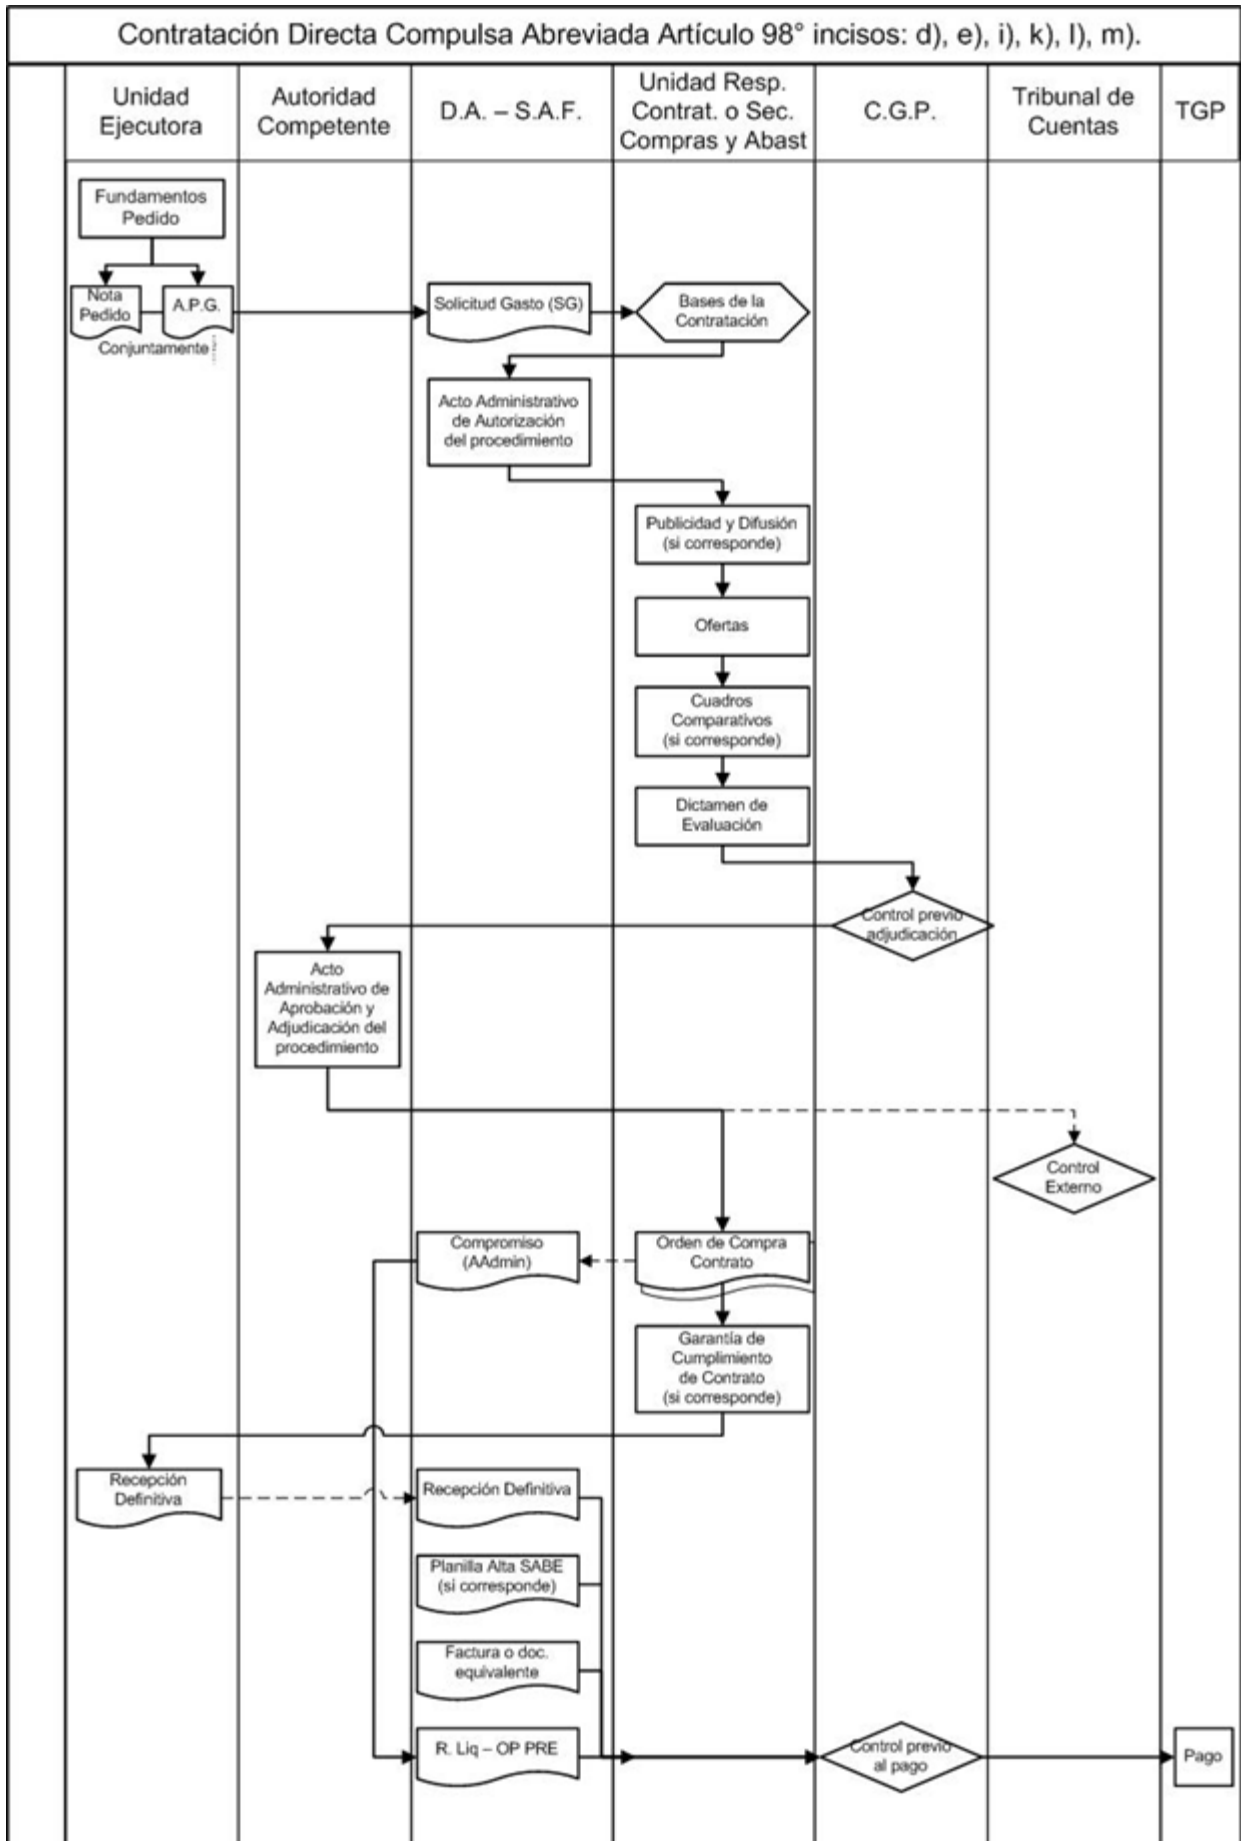 Contratación Directa Compulsa Abreviada Artículo 98° incisos: d), e), i), k), l), m).
Unidad
Ejecutora
Autoridad
Competente
D.A. – S.A.F.
Unidad Resp.
Contrat. o Sec.
Compras y Abast
C.G.P.
Tribunal de
Cuentas
TGP
Fundamentos
Pedido
Nota
Pedido
A.P.G.
Conjuntamente
Solicitud Gasto (SG)
Bases de la
Contratación
Acto Administrativo
de Autorización
del procedimiento
Publicidad y Difusión
(si corresponde)
Ofertas
Cuadros
Comparativos
(si corresponde)
Dictamen de
Evaluación
Control previo
adjudicación
Acto
Administrativo de
Aprobación y
Adjudicación del
procedimiento
Control
Externo
Compromiso
(AAdmin)
Orden de Compra
Contrato
Garantía de
Cumplimiento
de Contrato
(si corresponde)
Recepción
Definitiva
Recepción Definitiva
Planilla Alta SABE
(si corresponde)
Factura o doc.
equivalente
R. Liq – OP PRE
Control previo
al pago
Pago